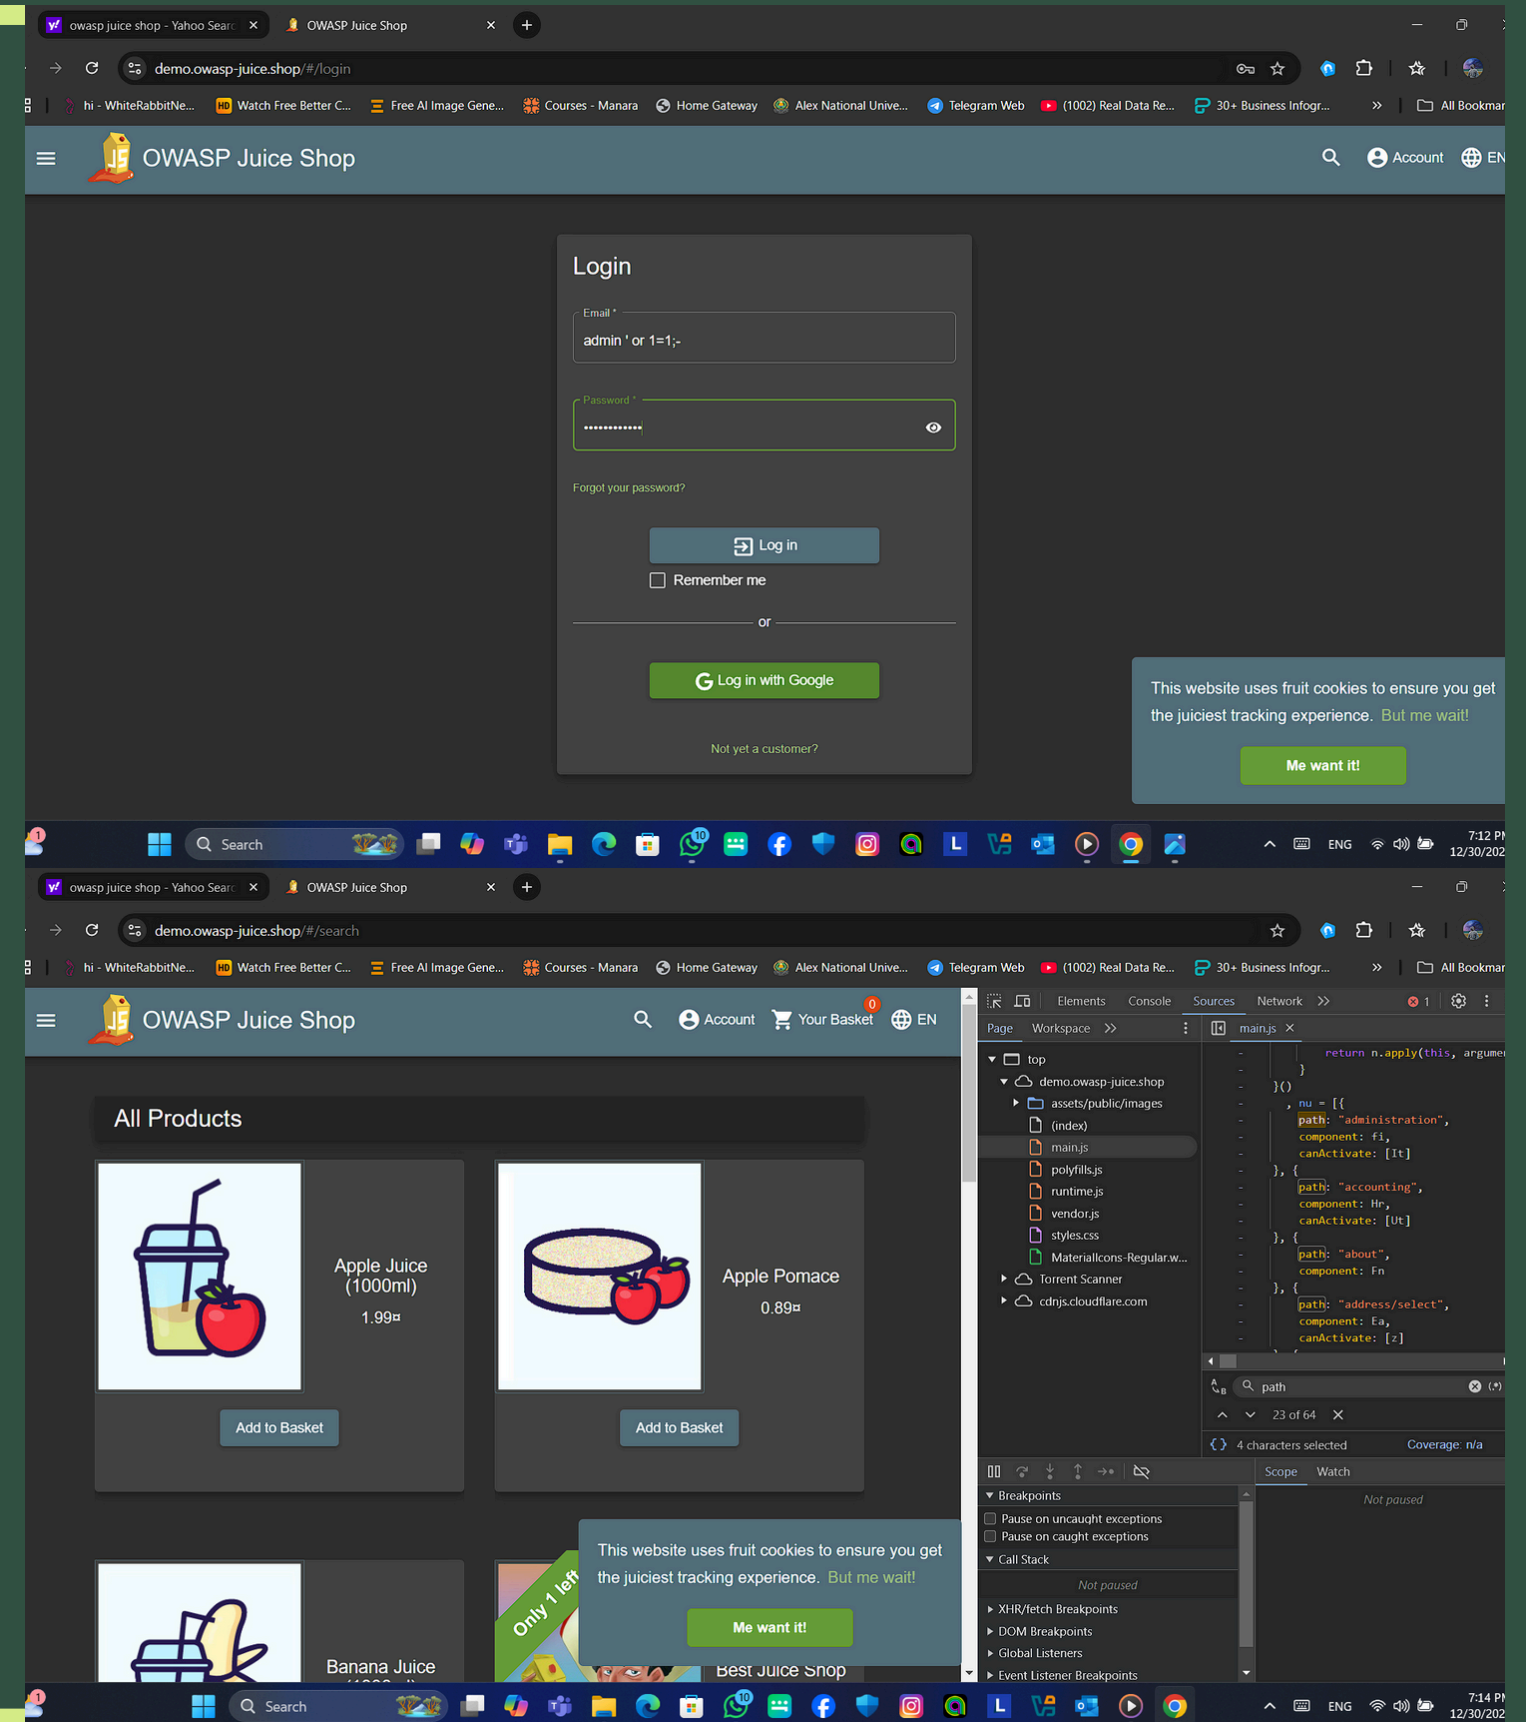 owasp juice shop - Yahoo Sear
OWASP Juice Shop
demo.owasp-juice.shop/#/login
hi - WhiteRabbitNe...
Watch Free Better C...
Free AI Image Gene...
Courses - Manara
Home Gateway
Alex National Unive...
Telegram Web
(1002) Real Data Re...
30+ Business Infogr...
All Bookmar
OWASP Juice Shop
Account
EN
Login
Email *
admin ' or 1=1;-
Password *
Forgot your password?
Log in
Remember me
or
Log in with Google
Not yet a customer?
This website uses fruit cookies to ensure you get
the juiciest tracking experience. But me wait!
Me want it!
1
Search
10
ENG
7:12 PM
12/30/202
owasp juice shop - Yahoo Sear
OWASP Juice Shop
demo.owasp-juice.shop/#/search
hi - WhiteRabbitNe...
Watch Free Better C...
Free AI Image Gene...
Courses - Manara
Home Gateway
Alex National Unive...
Telegram Web
(1002) Real Data Re...
30+ Business Infogr...
All Bookmar
OWASP Juice Shop
Account
0
Your Basket
EN
All Products
Apple Juice
(1000ml)
1.99¤
Add to Basket
Apple Pomace
0.89¤
Add to Basket
Banana Juice
Only 1 left
Best Juice Shop
This website uses fruit cookies to ensure you get
the juiciest tracking experience. But me wait!
Me want it!
Elements
Console
Sources
Network
1
Page
Workspace
main.js
top
demo.owasp-juice.shop
assets/public/images
(index)
main.js
polyfills.js
runtime.js
vendor.js
styles.css
MaterialIcons-Regular.w...
Torrent Scanner
cdnjs.cloudflare.com
return n.apply(this, argume
}
}()
, nu = [{
path: "administration",
component: fi,
canActivate: [It]
}, {
path: "accounting",
component: Hr,
canActivate: [Ut]
}, {
path: "about",
component: Fn
}, {
path: "address/select",
component: Ea,
canActivate: [z]
path
23 of 64
{} 4 characters selected
Coverage: n/a
Scope
Watch
Not paused
Breakpoints
Pause on uncaught exceptions
Pause on caught exceptions
Call Stack
Not paused
XHR/fetch Breakpoints
DOM Breakpoints
Global Listeners
Event Listener Breakpoints
1
Search
10
ENG
7:14 PM
12/30/202